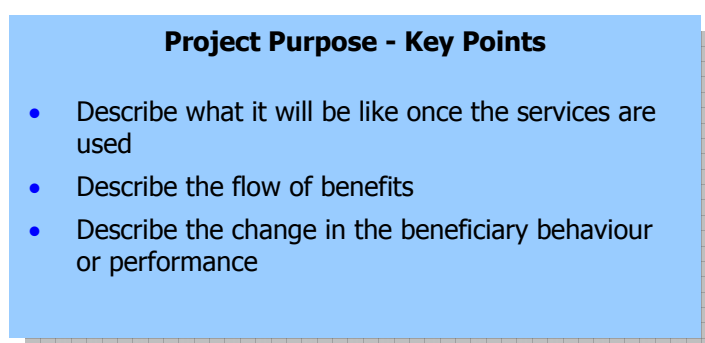 Project Purpose - Key Points
• Describe what it will be like once the services are
used
• Describe the flow of benefits
• Describe the change in the beneficiary behaviour
or performance